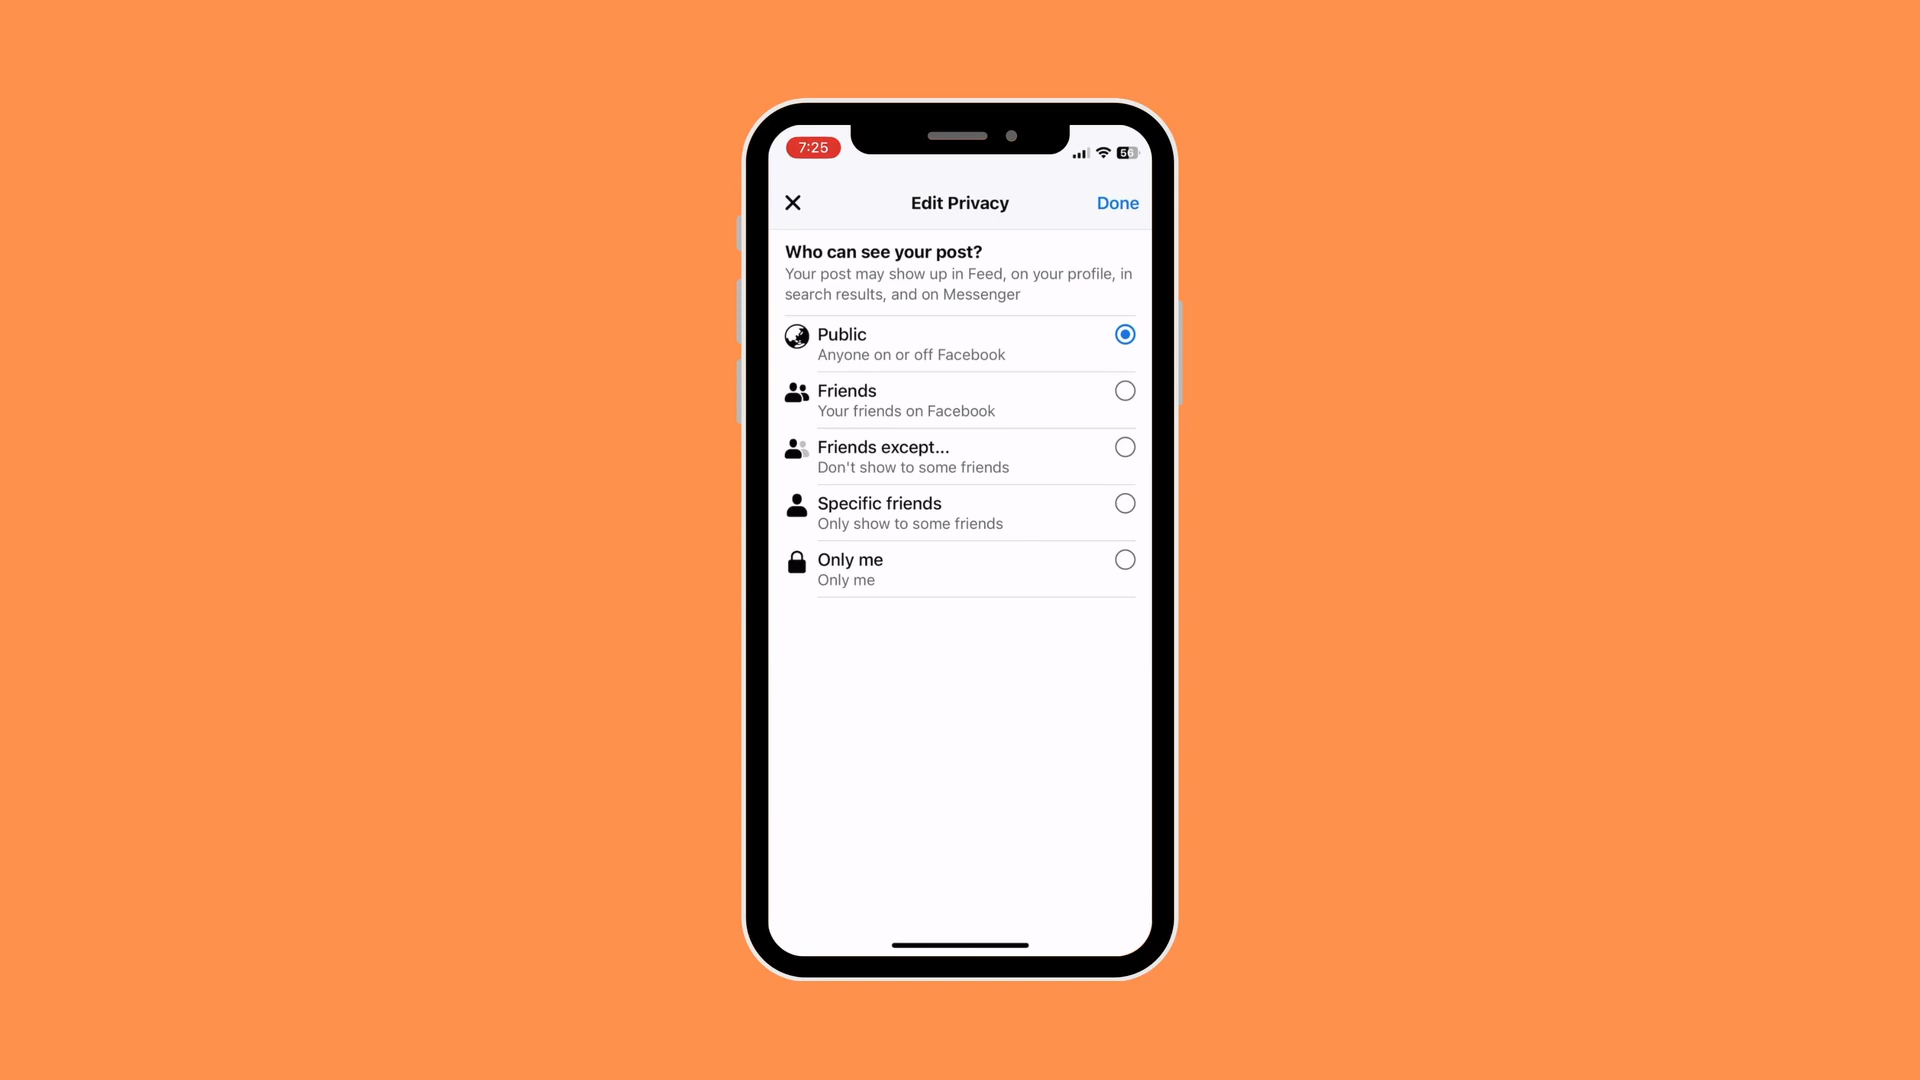 7:25
56
Edit Privacy
Done
Who can see your post?
Your post may show up in Feed, on your profile, in
search results, and on Messenger
Public
Anyone on or off Facebook
Friends
Your friends on Facebook
Friends except...
Don't show to some friends
Specific friends
Only show to some friends
Only me
Only me